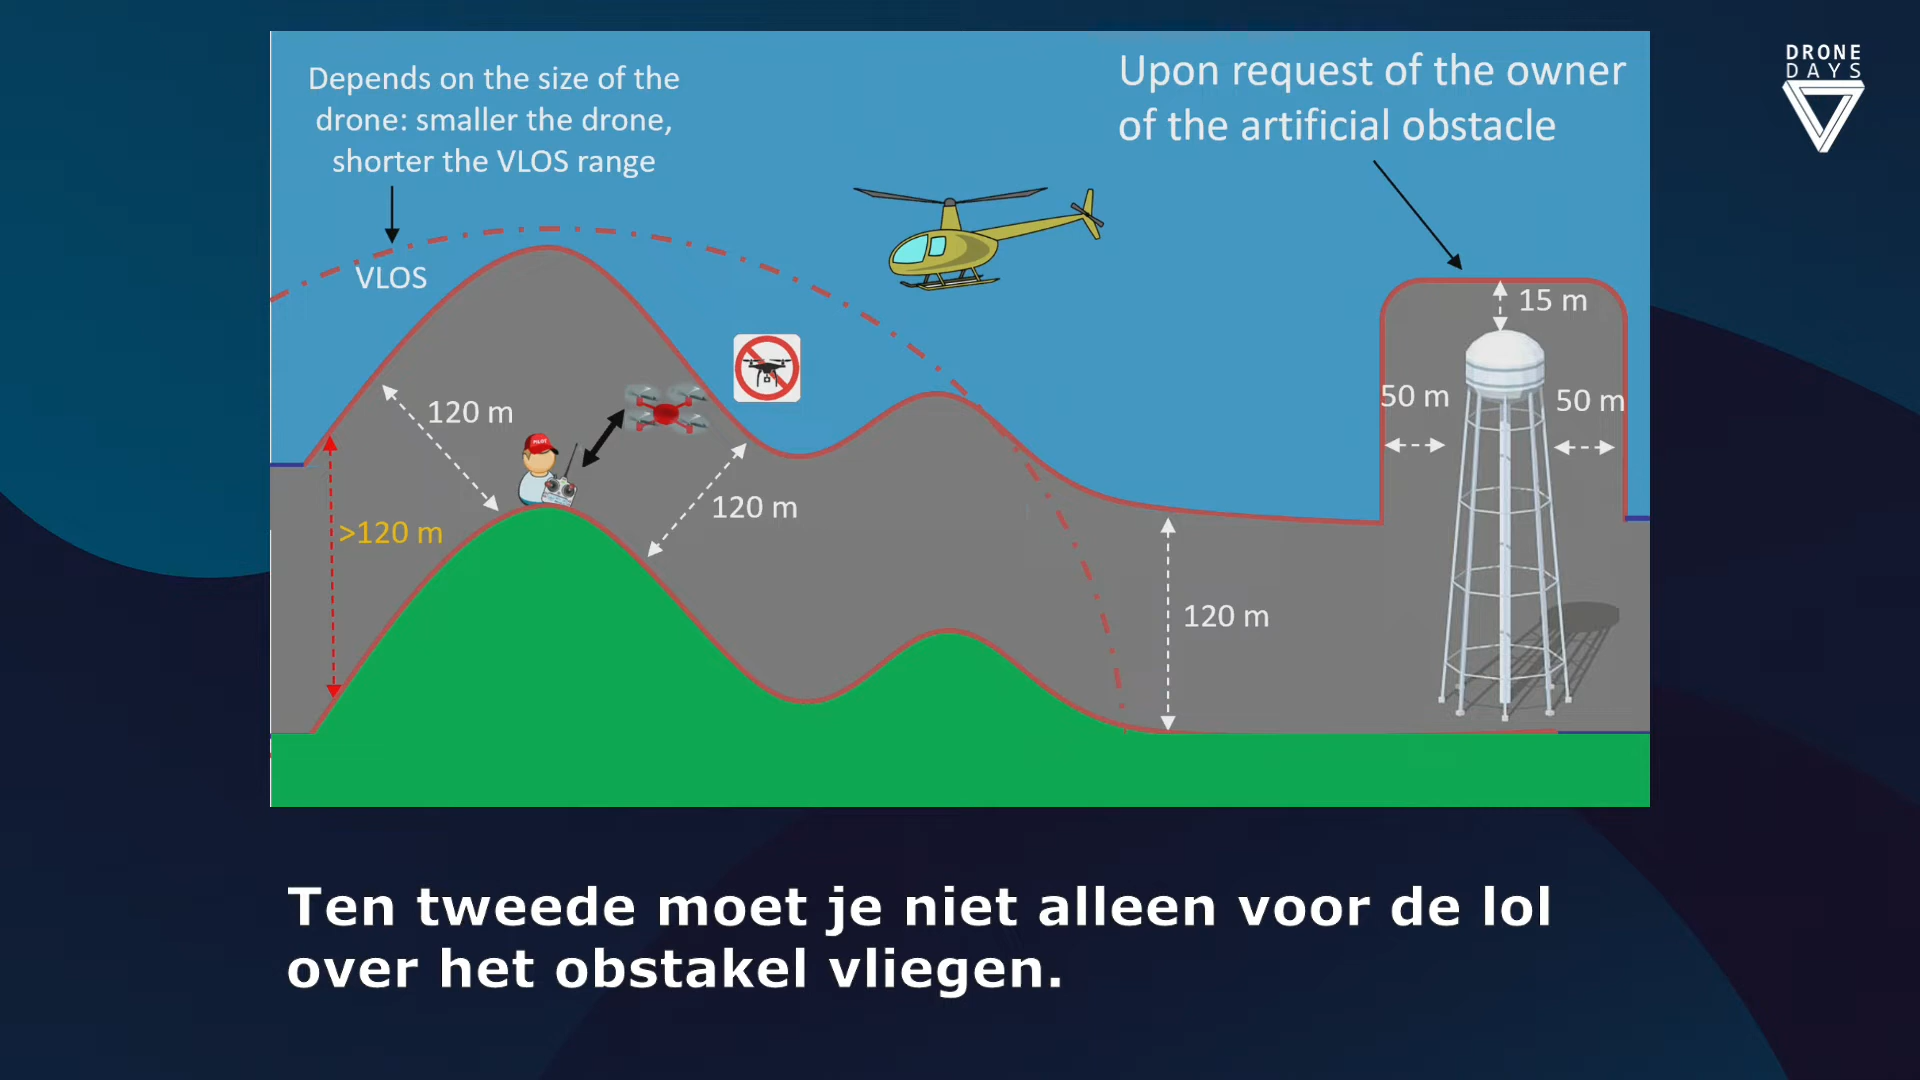 DRONE
DAYS
Depends on the size of the
drone: smaller the drone,
shorter the VLOS range
Upon request of the owner
of the artificial obstacle
VLOS
15 m
50 m
50 m
120 m
PILOT
120 m
>120 m
120 m
Ten tweede moet je niet alleen voor de lol
over het obstakel vliegen.